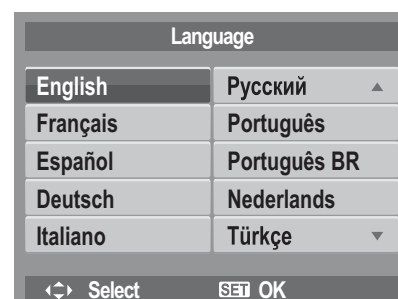 Language
English Русский
Français Português
Español Português BR
Deutsch Nederlands
Italiano Türkçe
Select SET OK